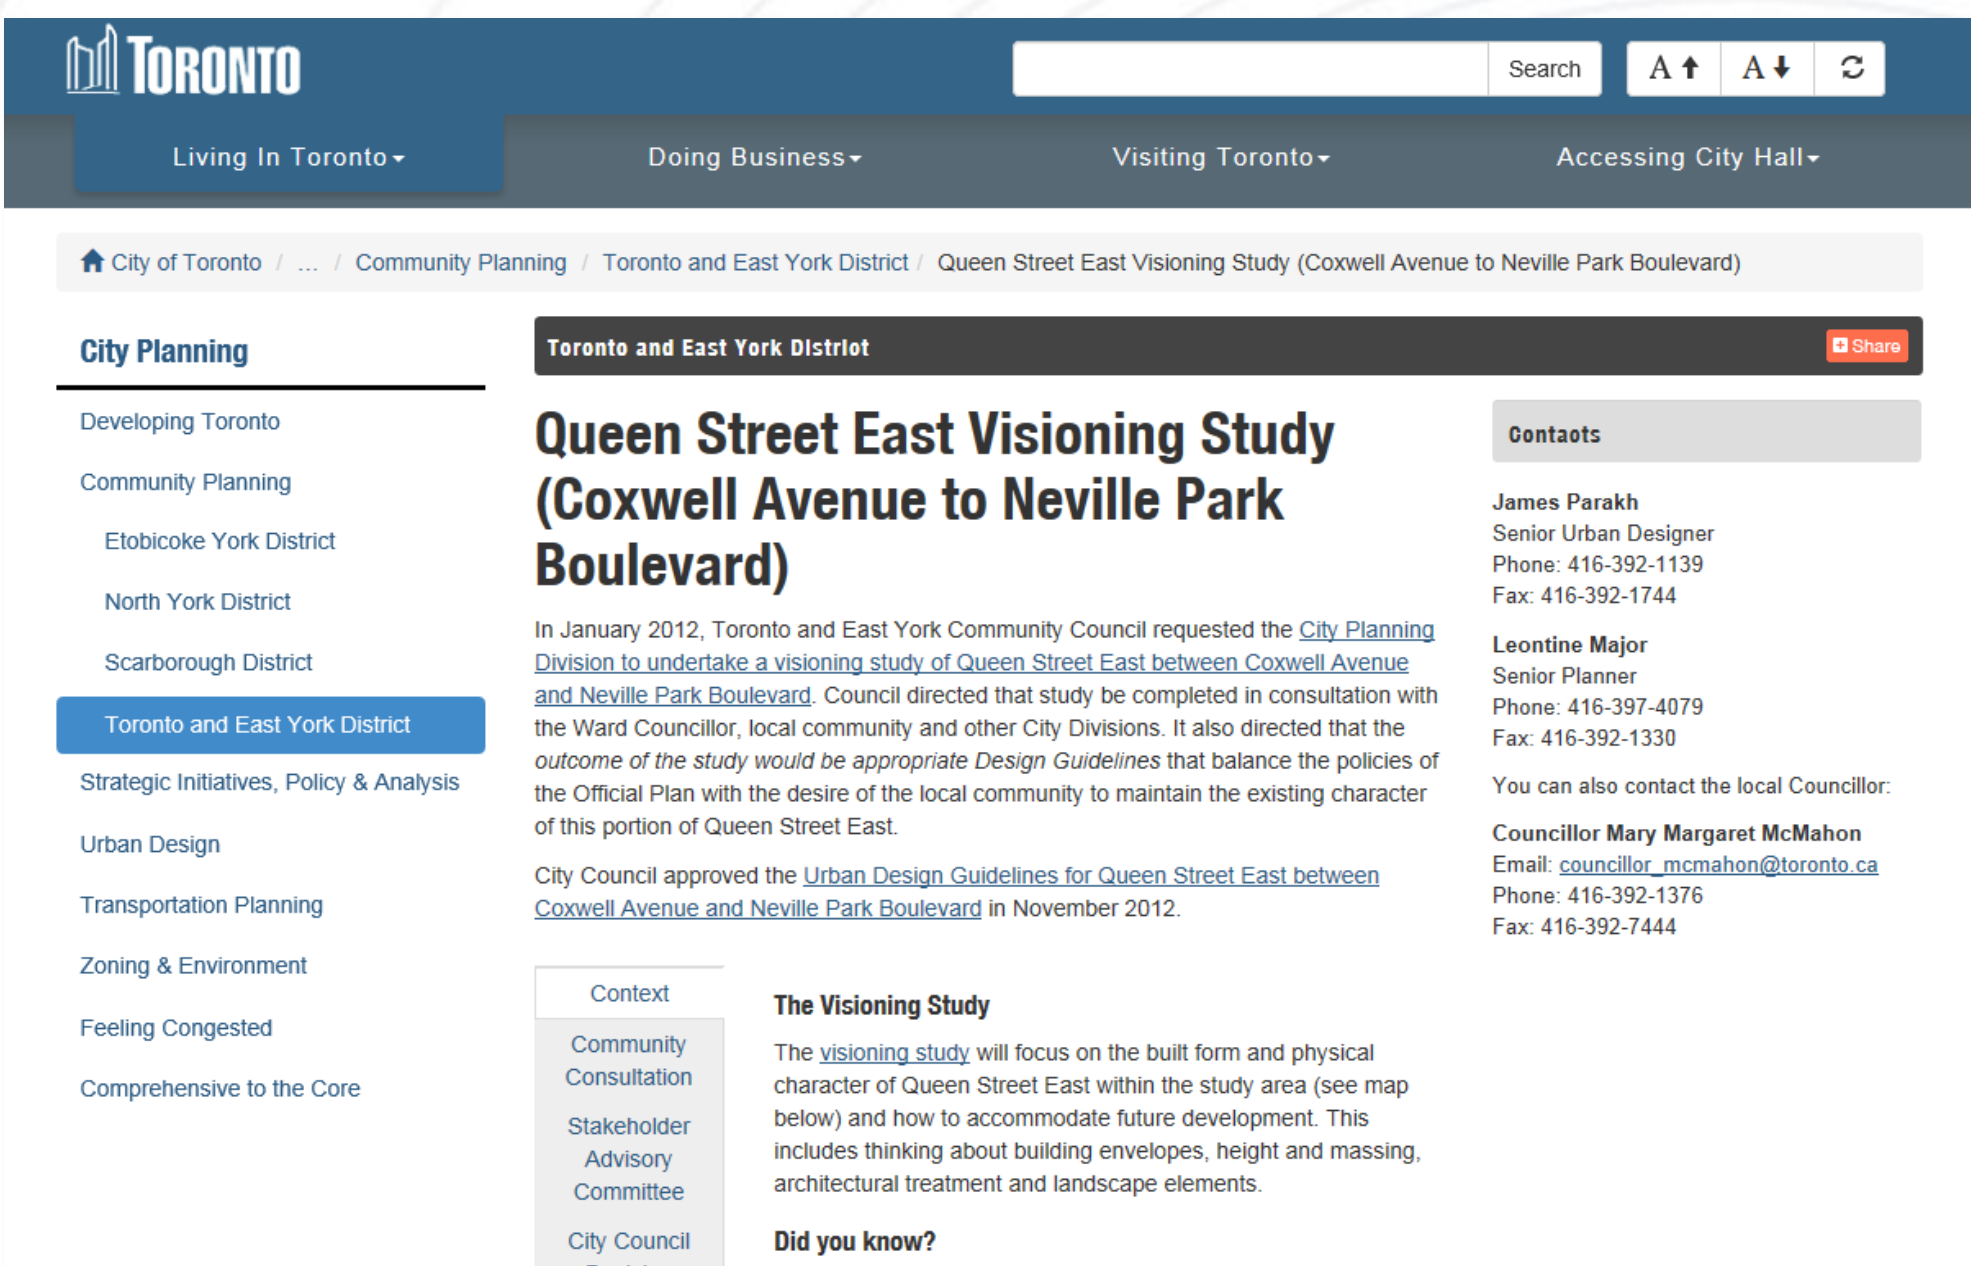 TORONTO
Search
A
A
Living In Toronto
Doing Business
Visiting Toronto
Accessing City Hall
City of Toronto / ... / Community Planning / Toronto and East York District / Queen Street East Visioning Study (Coxwell Avenue to Neville Park Boulevard)
City Planning
Developing Toronto
Community Planning
Etobicoke York District
North York District
Scarborough District
Toronto and East York District
Strategic Initiatives, Policy & Analysis
Urban Design
Transportation Planning
Zoning & Environment
Feeling Congested
Comprehensive to the Core
Toronto and East York District
Share
Queen Street East Visioning Study
(Coxwell Avenue to Neville Park
Boulevard)
In January 2012, Toronto and East York Community Council requested the City Planning
Division to undertake a visioning study of Queen Street East between Coxwell Avenue
and Neville Park Boulevard. Council directed that study be completed in consultation with
the Ward Councillor, local community and other City Divisions. It also directed that the
outcome of the study would be appropriate Design Guidelines that balance the policies of
the Official Plan with the desire of the local community to maintain the existing character
of this portion of Queen Street East.
City Council approved the Urban Design Guidelines for Queen Street East between
Coxwell Avenue and Neville Park Boulevard in November 2012.
Context
Community
Consultation
Stakeholder
Advisory
Committee
City Council
The Visioning Study
The visioning study will focus on the built form and physical
character of Queen Street East within the study area (see map
below) and how to accommodate future development. This
includes thinking about building envelopes, height and massing,
architectural treatment and landscape elements.
Did you know?
Contacts
James Parakh
Senior Urban Designer
Phone: 416-392-1139
Fax: 416-392-1744
Leontine Major
Senior Planner
Phone: 416-397-4079
Fax: 416-392-1330
You can also contact the local Councillor:
Councillor Mary Margaret McMahon
Email: councillor_mcmahon@toronto.ca
Phone: 416-392-1376
Fax: 416-392-7444